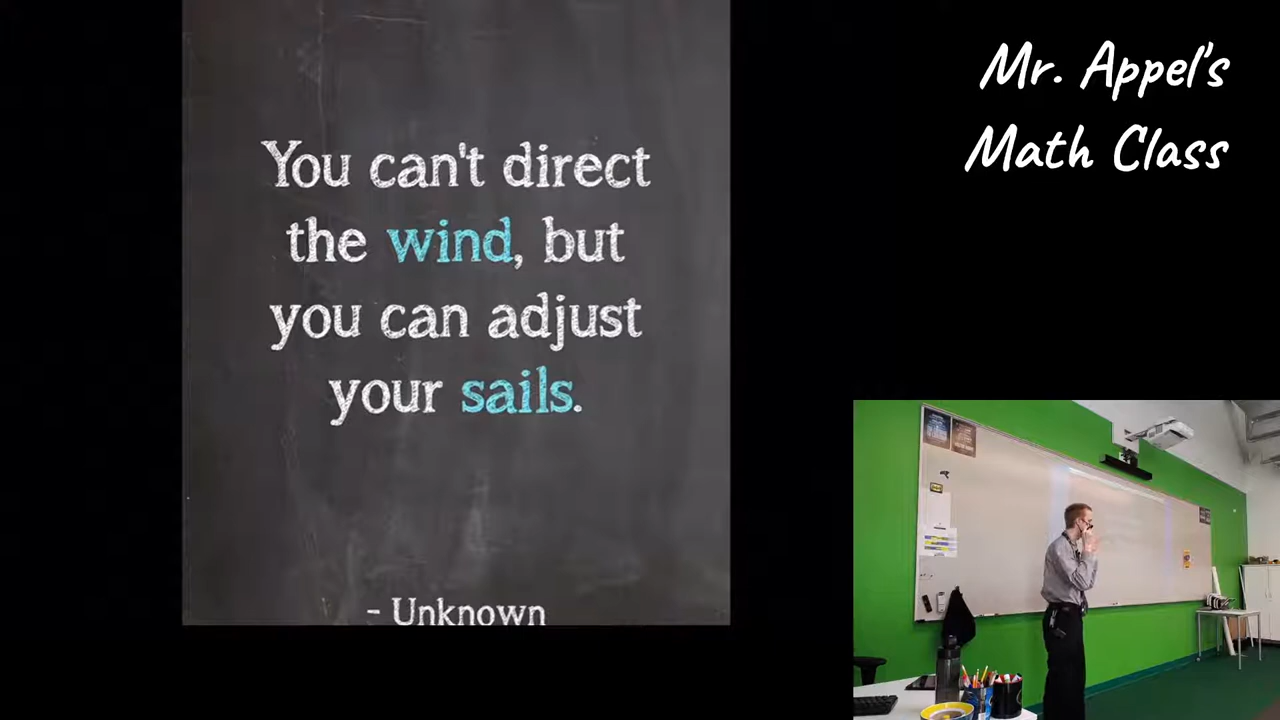 You can't direct
the wind, but
you can adjust
your sails.
- Unknown
Mr. Appel's
Math Class